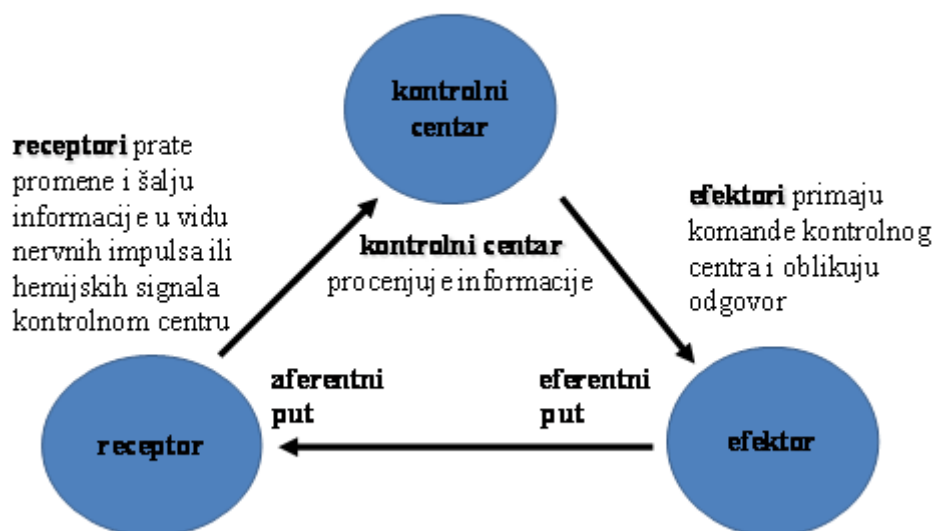 kontrolni
centar
receptori prate
promene i šalju
informacije u vidu
nervnih impulsa ili
hemijskih signala
kontrolnom centru
kontrolni centar
procenjuje informacije
efektori primaju
komande kontrolnog
centra i oblikuju
odgovor
aferentni
put
eferentni
put
receptor
efektor